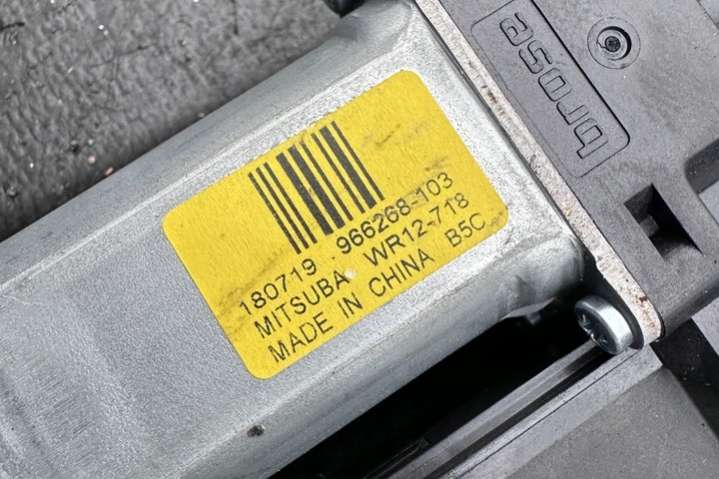 brose
180719 966268-103
MITSUBA WR12-718
MADE IN CHINA B5C